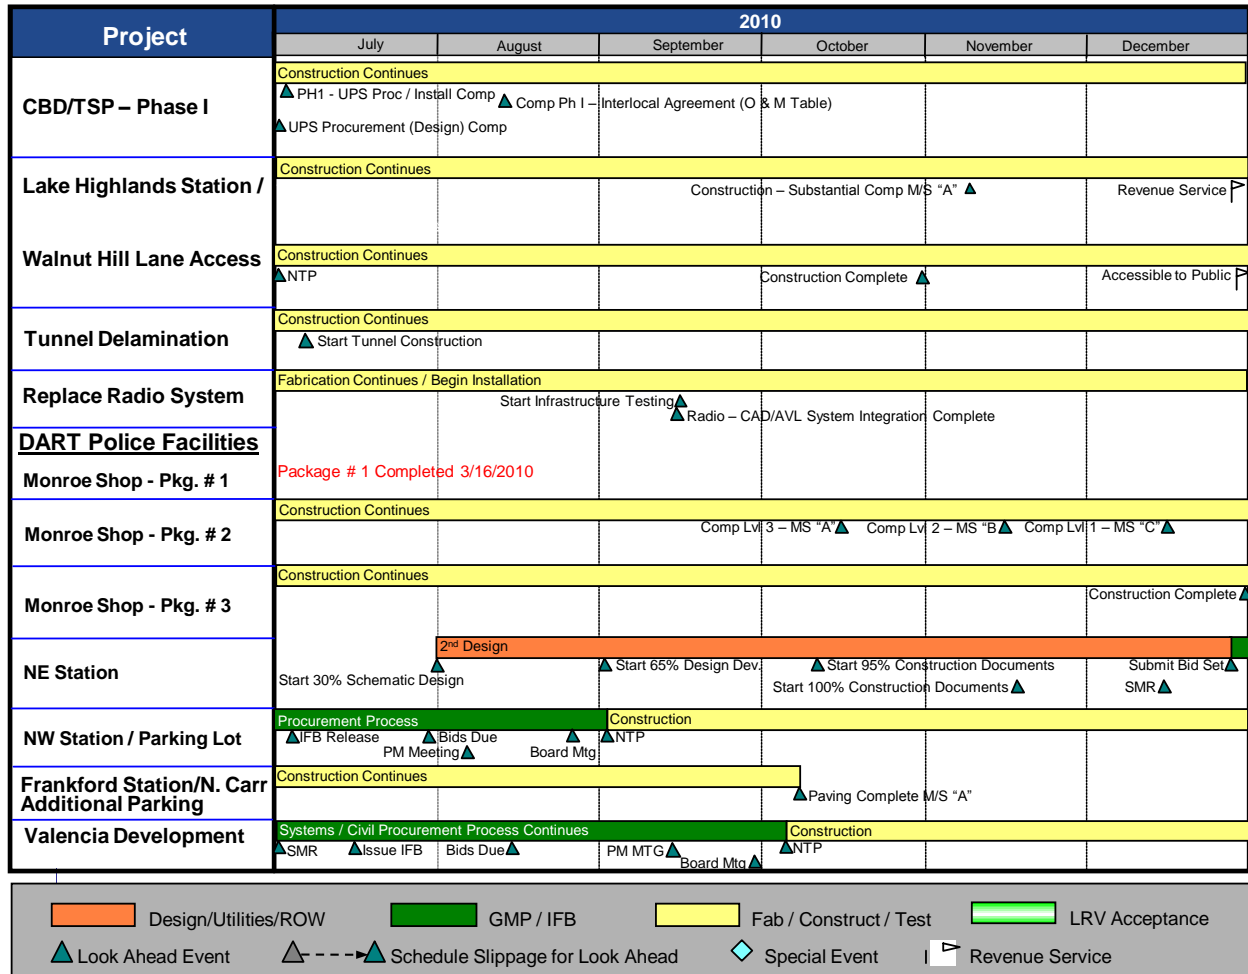 Project
2010
July August September October November December
CBD/TSP – Phase I
Construction Continues
PH1 - UPS Proc / Install Comp
Comp Ph I – Interlocal Agreement (O & M Table)
UPS Procurement (Design) Comp
Lake Highlands Station /
Construction Continues
Construction – Substantial Comp M/S “A”
Revenue Service
Walnut Hill Lane Access
Construction Continues
NTP
Construction Complete
Accessible to Public
Tunnel Delamination
Construction Continues
Start Tunnel Construction
Replace Radio System
Fabrication Continues / Begin Installation
Start Infrastructure Testing
Radio – CAD/AVL System Integration Complete
DART Police Facilities
Monroe Shop - Pkg. # 1
Package # 1 Completed 3/16/2010
Monroe Shop - Pkg. # 2
Construction Continues
Comp Lvl 3 – MS “A”
Comp Lvl 2 – MS “B
Comp Lvl 1 – MS “C”
Monroe Shop - Pkg. # 3
Construction Continues
Construction Complete
NE Station
2nd Design
Start 30% Schematic Design
Start 65% Design Dev.
Start 95% Construction Documents
Submit Bid Set
Start 100% Construction Documents
SMR
NW Station / Parking Lot
Procurement Process
Construction
IFB Release
Bids Due
NTP
PM Meeting
Board Mtg
Frankford Station/N. Carr
Additional Parking
Construction Continues
Paving Complete M/S “A”
Valencia Development
Systems / Civil Procurement Process Continues
Construction
SMR
Issue IFB
Bids Due
PM MTG
Board Mtg
NTP
Design/Utilities/ROW
GMP / IFB
Fab / Construct / Test
LRV Acceptance
Look Ahead Event
Schedule Slippage for Look Ahead
Special Event
Revenue Service